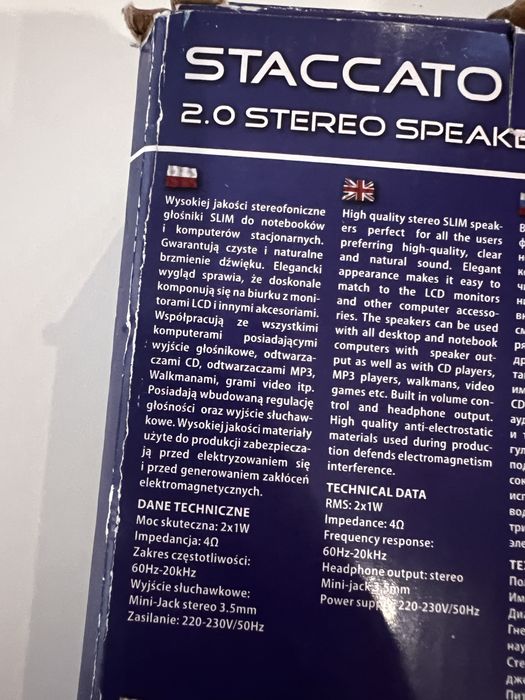 STACCATO
2.0 STEREO SPEAKE
Wysokiej jakości stereofoniczne
głośniki SLIM do notebooków
i komputerów stacjonarnych.
Gwarantują czyste i naturalne
brzmienie dźwięku. Elegancki
wygląd sprawia, że doskonale
komponują się na biurku z moni-
torami LCD i innymi akcesoriami.
Współpracują ze wszystkimi
komputerami posiadającymi
wyjście głośnikowe, odtwarza-
czami CD, odtwarzaczami MP3,
Walkmanami, grami video itp.
Posiadają wbudowaną regulację
głośności oraz wyjście słuchaw-
kowe. Wysokiej jakości materiały
użyte do produkcji zabezpiecza-
ją przed elektryzowaniem się
i przed generowaniem zakłóceń
elektromagnetycznych.
DANE TECHNICZNE
Moc skuteczna: 2x1W
Impedancja: 4Ω
Zakres częstotliwości:
60Hz-20kHz
Wyjście słuchawkowe:
Mini-Jack stereo 3.5mm
Zasilanie: 220-230V/50Hz
High quality stereo SLIM speak-
ers perfect for all the users
preferring high-quality, clear
and natural sound. Elegant
appearance makes it easy to
match to the LCD monitors
and other computer accesso-
ries. The speakers can be used
with all desktop and notebook
computers with speaker out-
put as well as with CD players,
MP3 players, walkmans, video
games etc. Built in volume con-
trol and headphone output.
High quality anti-electrostatic
materials used during produc-
tion defends electromagnetism
interference.
TECHNICAL DATA
RMS: 2x1W
Impedance: 4Ω
Frequency response:
60Hz-20kHz
Headphone output: stereo
Mini-jack 3.5mm
Power supply: 220-230V/50Hz